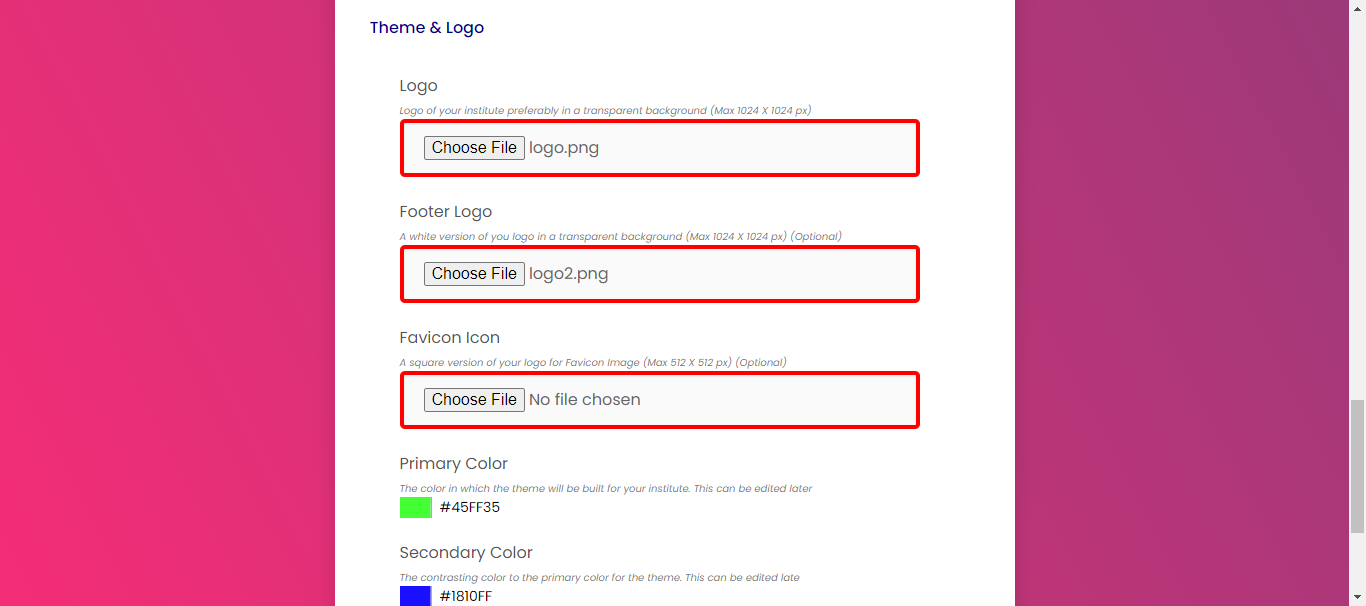 Theme & Logo
Logo
Logo of your institute preferably in a transparent background (Max 1024 X 1024 px)
Choose File logo.png
Footer Logo
A white version of you logo in a transparent background (Max 1024 X 1024 px) (Optional)
Choose File logo2.png
Favicon Icon
A square version of your logo for Favicon Image (Max 512 X 512 px) (Optional)
Choose File No file chosen
Primary Color
The color in which the theme will be built for your institute. This can be edited later
#45FF35
Secondary Color
The contrasting color to the primary color for the theme. This can be edited late
#1810FF